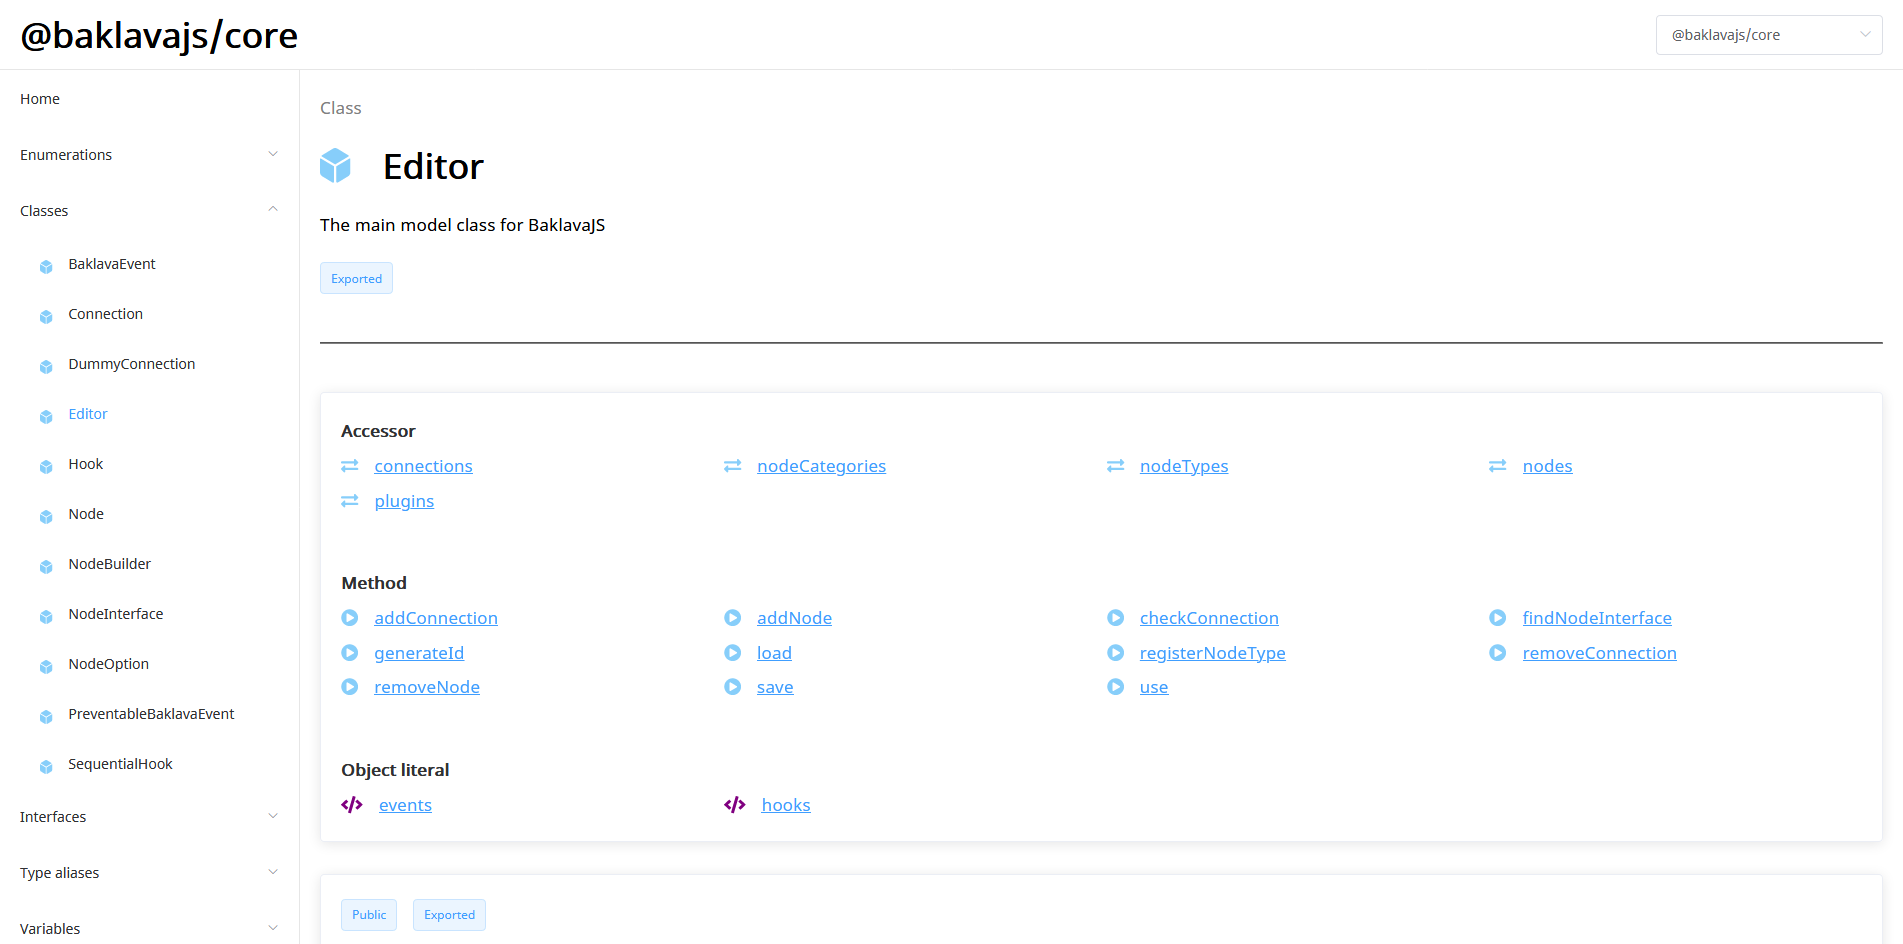 @baklavajs/core
@baklavajs/core
Home
Enumerations
Classes
BaklavaEvent
Connection
DummyConnection
Editor
Hook
Node
NodeBuilder
NodeInterface
NodeOption
PreventableBaklavaEvent
SequentialHook
Interfaces
Type aliases
Variables
Class
Editor
The main model class for BaklavaJS
Exported
Accessor
connections nodeCategories nodeTypes nodes
plugins
Method
addConnection addNode checkConnection findNodeInterface
generateId load registerNodeType removeConnection
removeNode save use
Object literal
events hooks
Public Exported